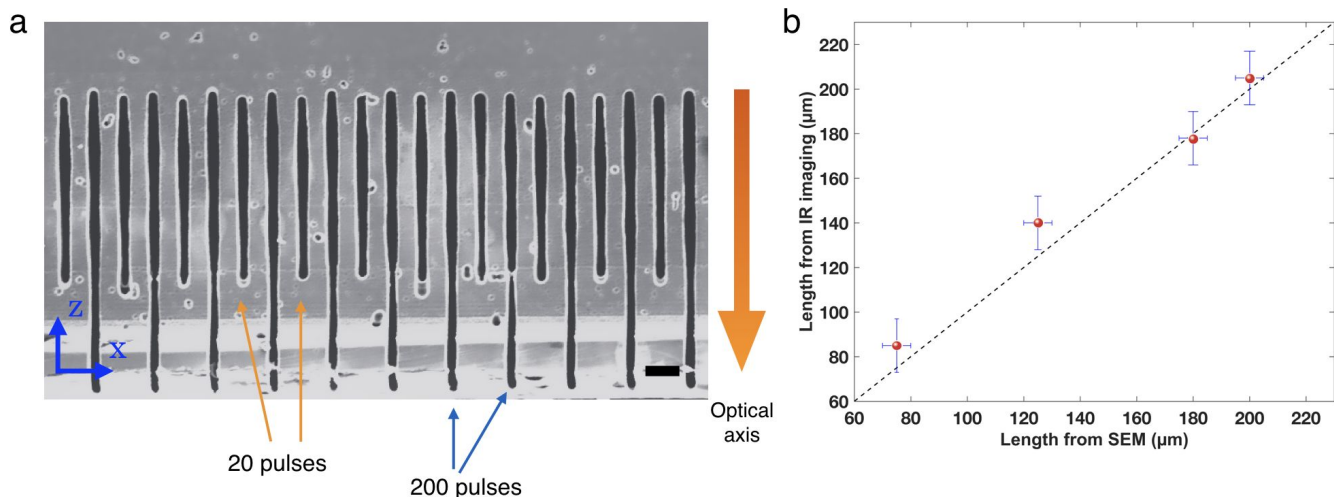 a
z
x
20 pulses
200 pulses
Optical
axis
b
Length from IR imaging (μm)
220
200
180
160
140
120
100
80
60
60 80 100 120 140 160 180 200 220
Length from SEM (μm)